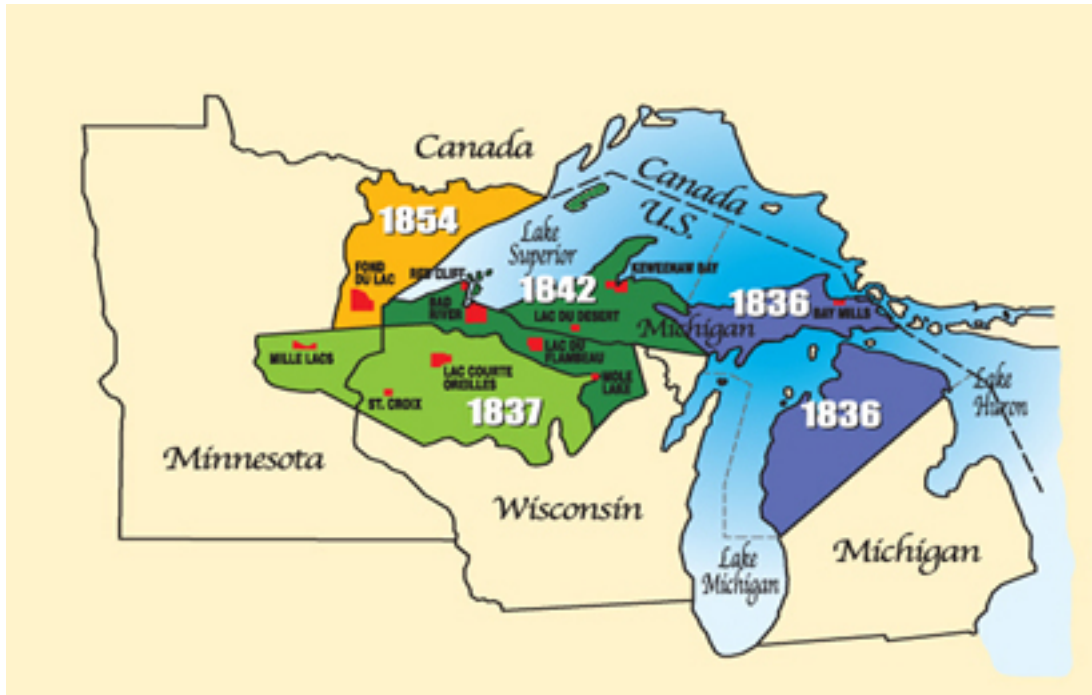 Canada
Canada
U.S.
1854
Lake
Superior
FOND
DU LAC
RED CLIFF
KEWEENAW BAY
BAD
RIVER
1842
LAC DU DESERT
Michigan
1836
BAY MILLS
MILLE LACS
LAC COURTE
OREILLES
LAC DU
FLAMBEAU
MOLE
LAKE
ST. CROIX
1837
1836
Lake
Huron
Minnesota
Wisconsin
Lake
Michigan
Michigan